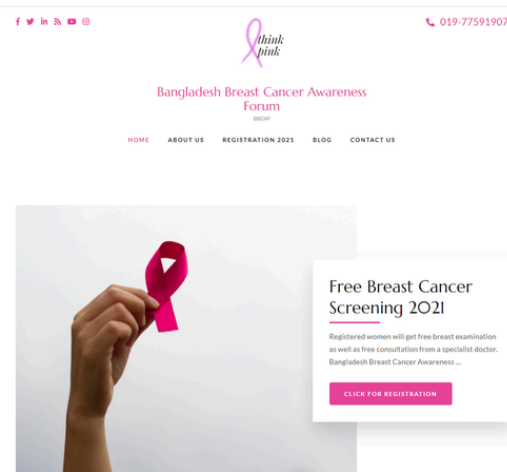 019-77591907
think
pink
Bangladesh Breast Cancer Awareness
Forum
BBCAF
HOME ABOUT US REGISTRATION 2021 BLOG CONTACT US
Free Breast Cancer
Screening 2021
Registered women will get free breast examination
as well as free consultation from a specialist doctor.
Bangladesh Breast Cancer Awareness ...
CLICK FOR REGISTRATION